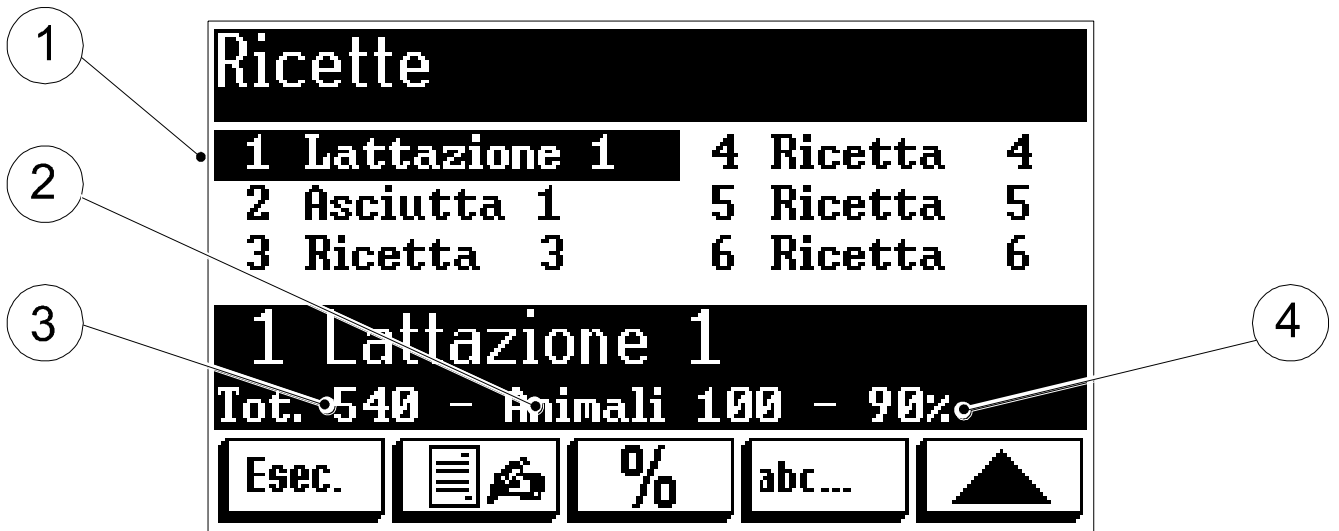 1
Ricette
1 Lattazione 1 4 Ricetta 4
2
2 Asciutta 1 5 Ricetta 5
3 Ricetta 3 6 Ricetta 6
3
1 Lattazione 1
4
Tot. 540 - Animali 100 - 90%
Esec. % abc...